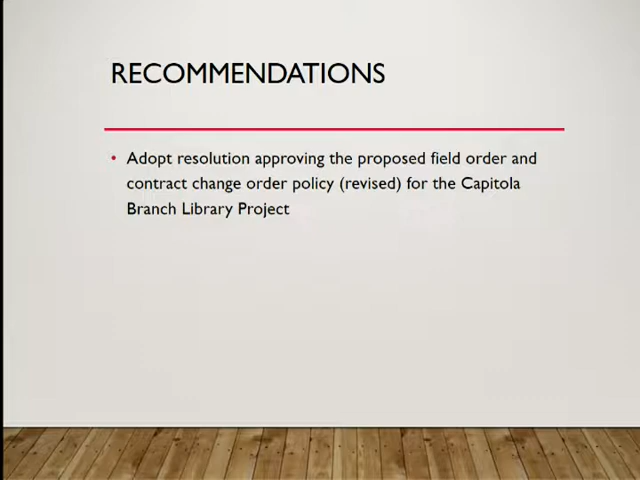 RECOMMENDATIONS
• Adopt resolution approving the proposed field order and
contract change order policy (revised) for the Capitola
Branch Library Project